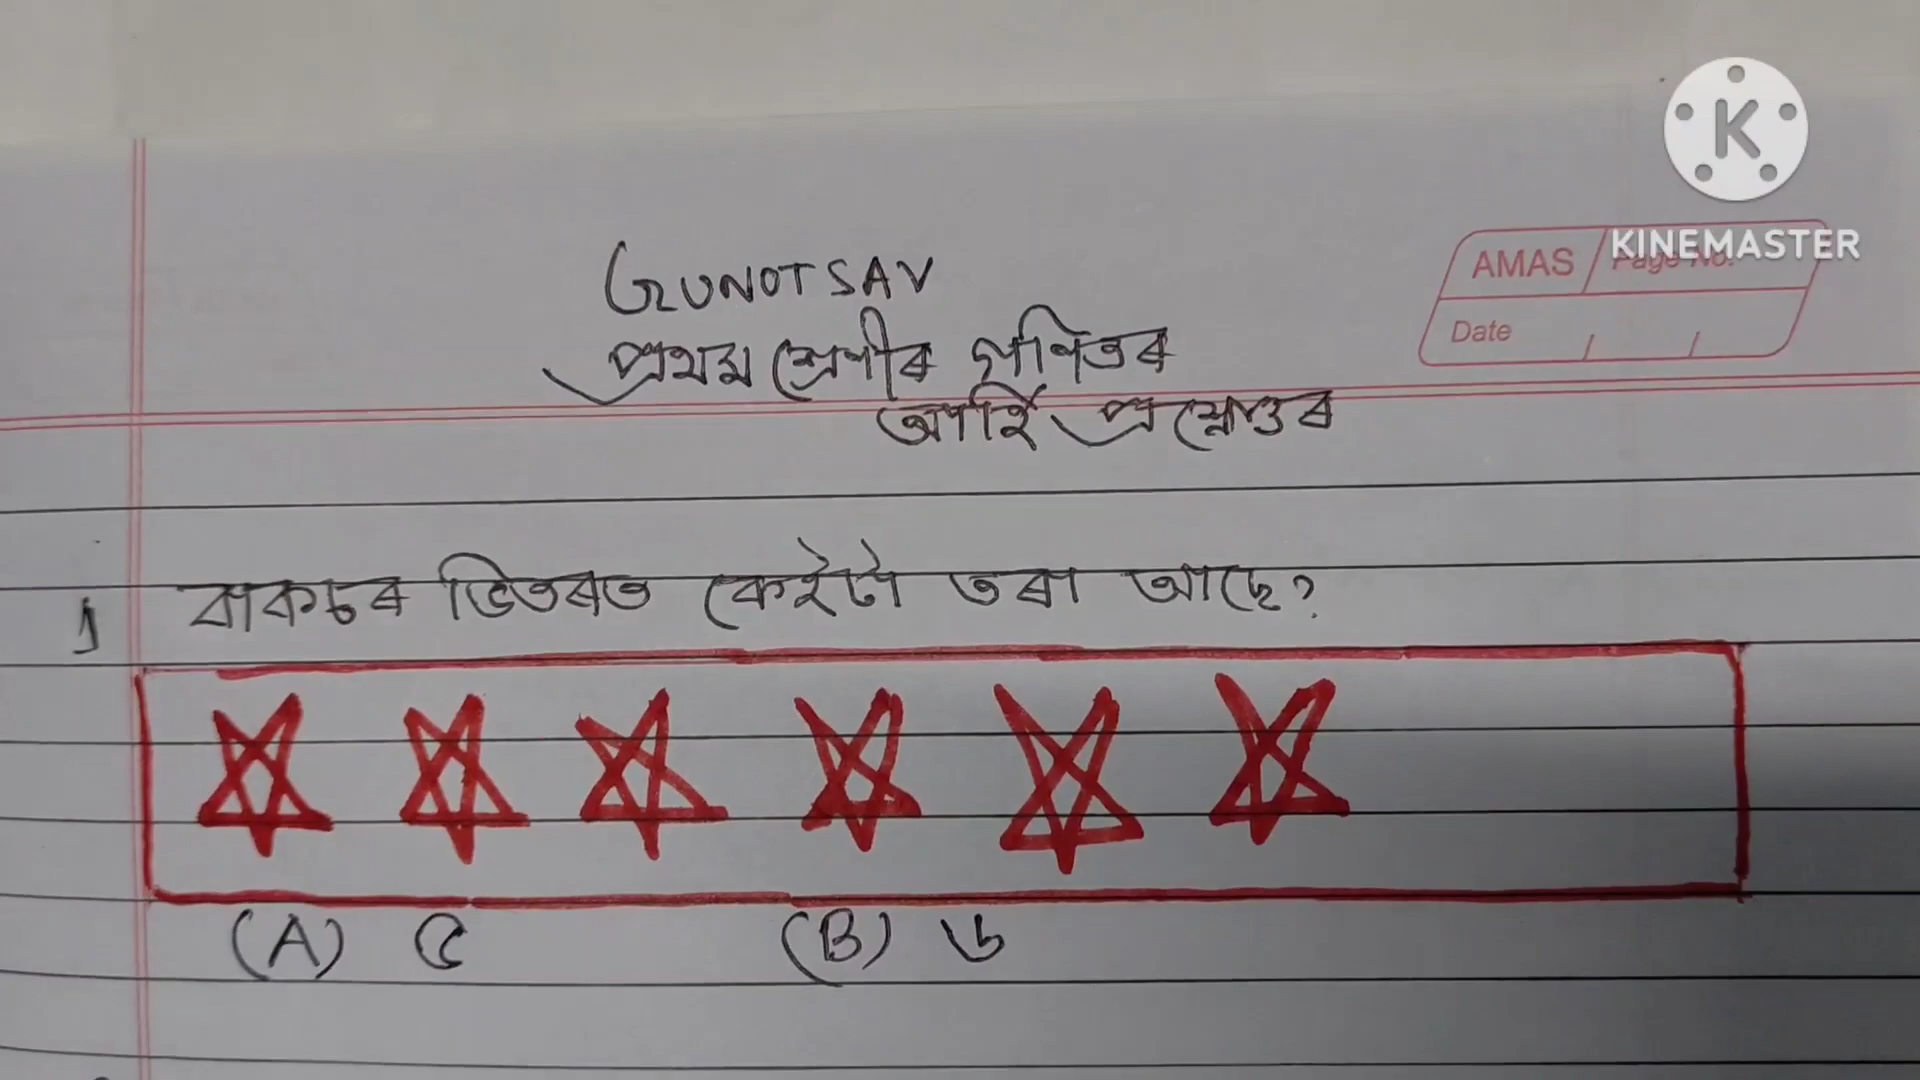 K
KINEMASTER
AMAS Page No.
Date / /
GUNOTSAV
প্ৰথম শ্ৰেণীৰ গণিতৰ
আৰ্হি প্ৰশ্নোত্তৰ
1 বাকচৰ ভিতৰত কেইটা তৰা আছে?
(A) ৫ (B) ৬